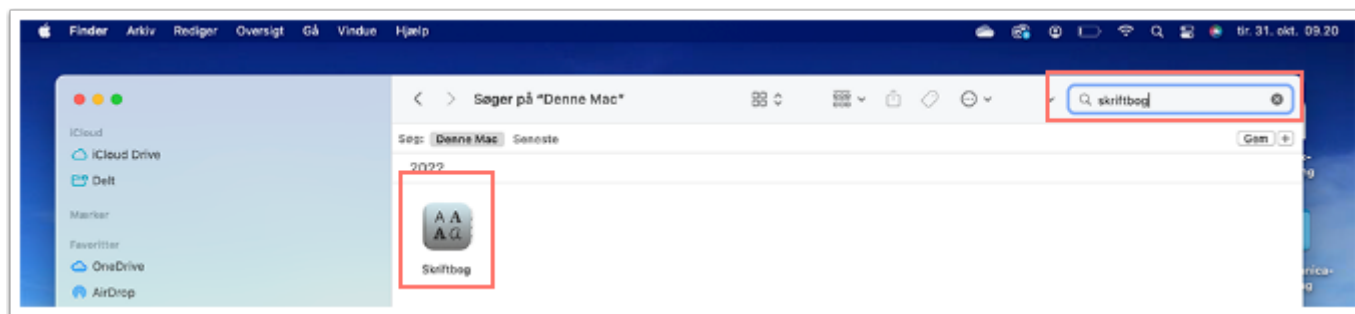 Finder Arkiv Rediger Oversigt Gå Vindue Hjælp tir. 31. okt. 09.20
Søger på "Denne Mac" skriftbog
iCloud
Søg: Denne Mac Seneste Gem +
iCloud Drive
2022
Delt
Mærker
A A
A a
Favoritter
OneDrive
Skriftbog
AirDrop